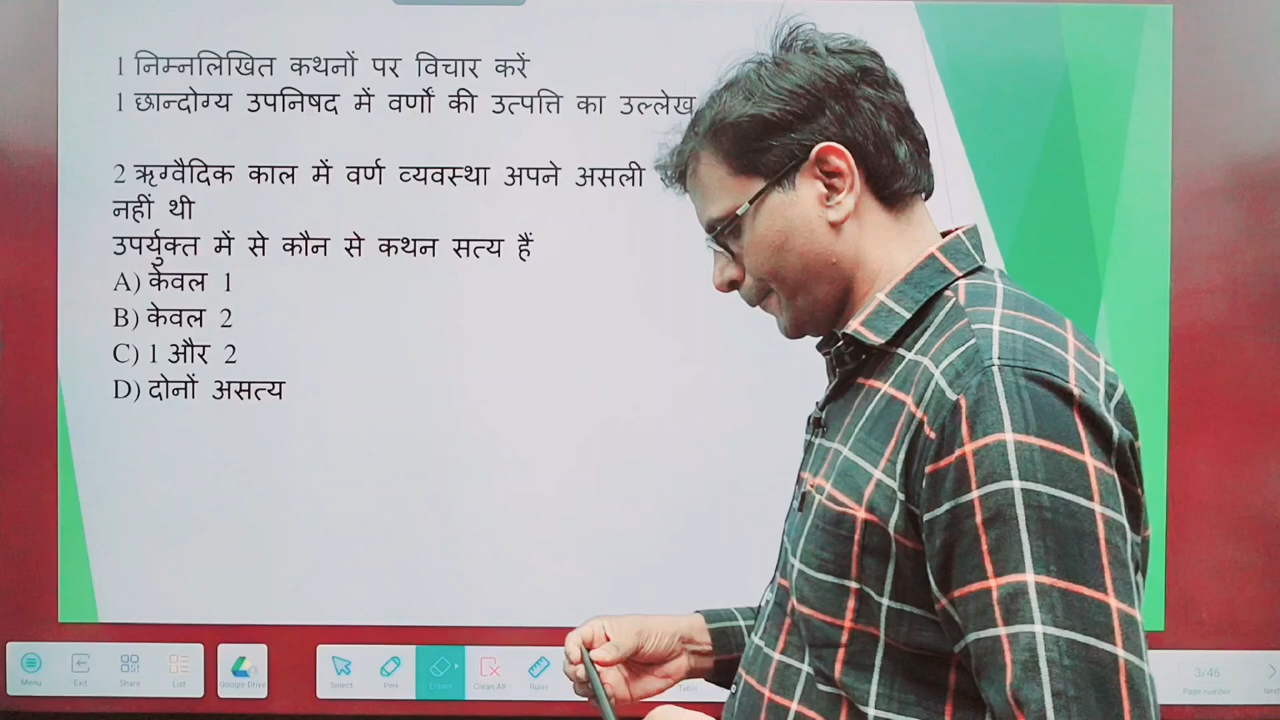 1 निम्नलिखित कथनों पर विचार करें
1 छान्दोग्य उपनिषद में वर्णों की उत्पत्ति का उल्लेख
2 ऋग्वैदिक काल में वर्ण व्यवस्था अपने असली
नहीं थी
उपर्युक्त में से कौन से कथन सत्य हैं
A) केवल 1
B) केवल 2
C) 1 और 2
D) दोनों असत्य
Menu Exit Share List Google Drive Select Pen Eraser Clean All Ruler Table 3/46 Page number Next